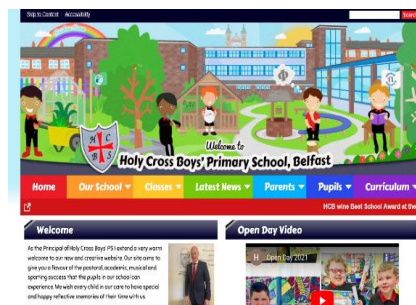 Skip to Content Accessibility
Search
H C
B S
Welcome to
Holy Cross Boys' Primary School, Belfast
Home Our School Classes Latest News Parents Pupils Curriculum
HCB wine Best School Award at the
Welcome
As the Principal of Holy Cross Boys' PS I extend a very warm
welcome to our new and creative website. Our site aims to
give you a flavour of the pastoral, academic, musical and
sporting success that the pupils in our school can
experience. We wish every child in our care to have special
and happy reflective memories of their time with us.
Open Day Video
H Open Day 2021